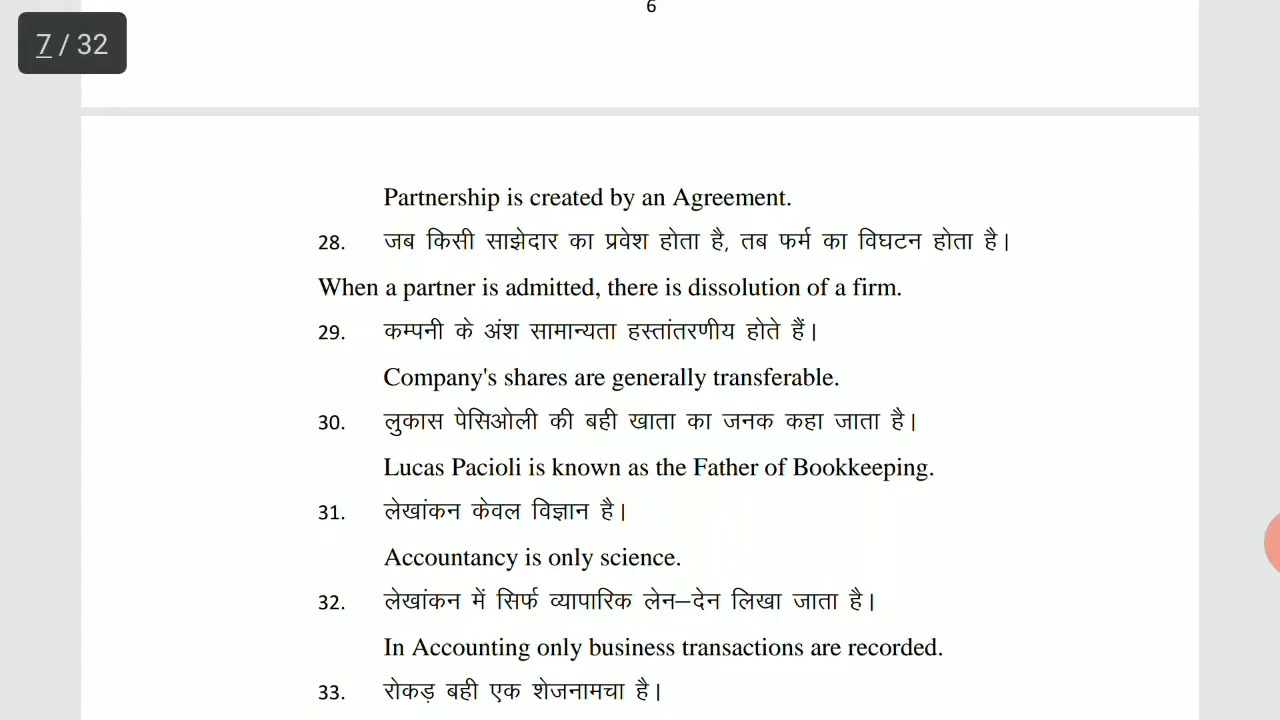 6
7 / 32
Partnership is created by an Agreement.
28. जब किसी साझेदार का प्रवेश होता है, तब फर्म का विघटन होता है।
When a partner is admitted, there is dissolution of a firm.
29. कम्पनी के अंश सामान्यता हस्तांतरणीय होते हैं।
Company's shares are generally transferable.
30. लुकास पेसिओली की बही खाता का जनक कहा जाता है।
Lucas Pacioli is known as the Father of Bookkeeping.
31. लेखांकन केवल विज्ञान है।
Accountancy is only science.
32. लेखांकन में सिर्फ व्यापारिक लेन–देन लिखा जाता है।
In Accounting only business transactions are recorded.
33. रोकड़ बही एक शेजनामचा है।